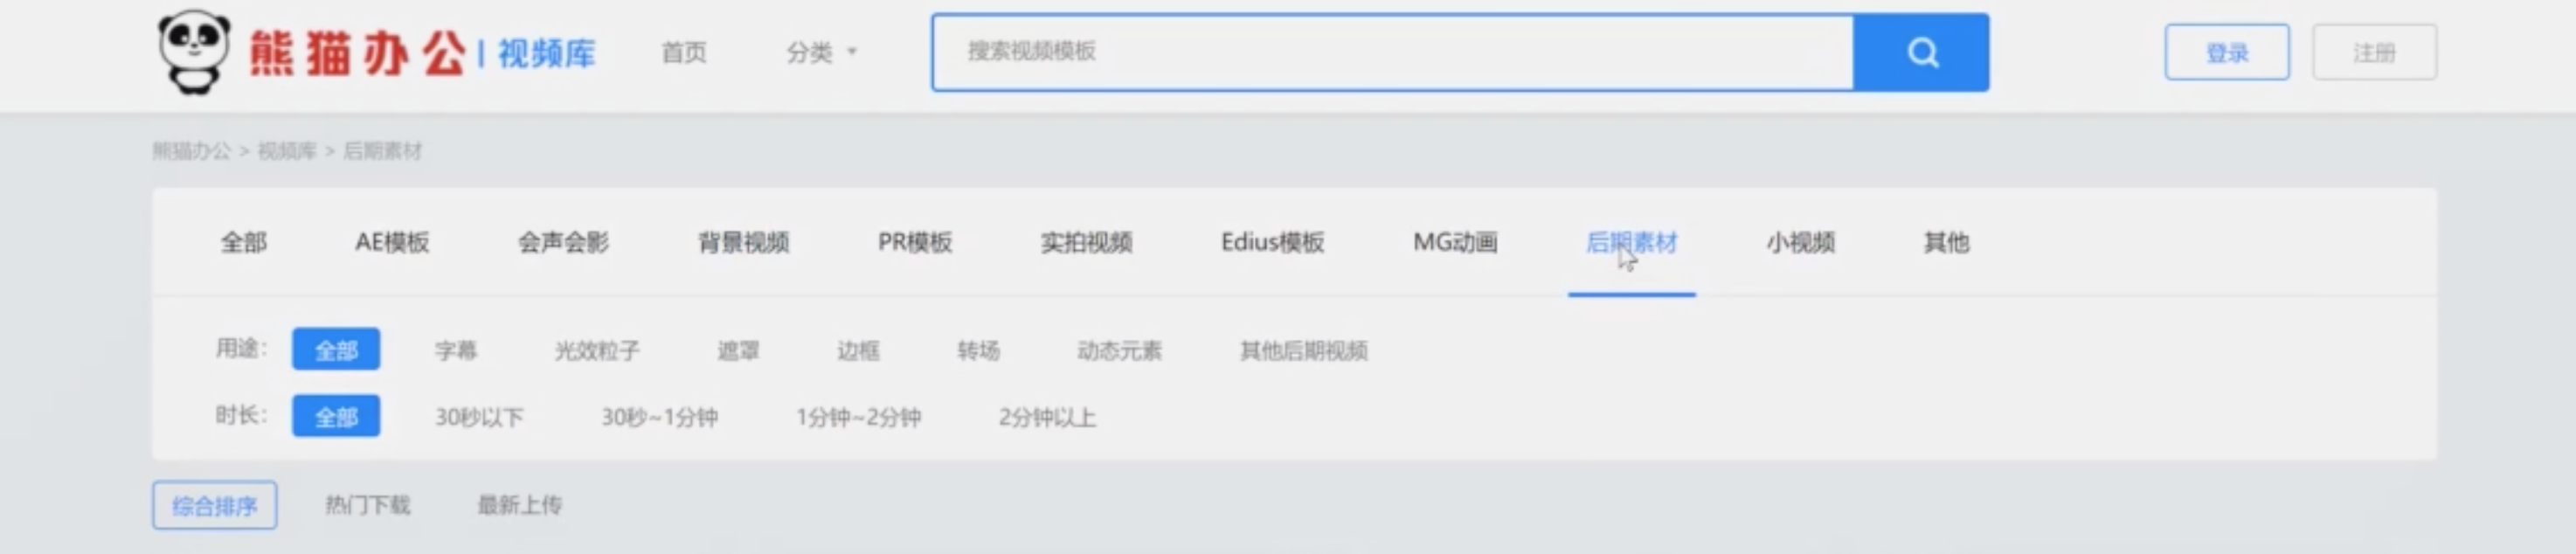 熊猫办公 | 视频库 首页 分类 搜索视频模板 登录 注册
熊猫办公 > 视频库 > 后期素材
全部 AE模板 会声会影 背景视频 PR模板 实拍视频 Edius模板 MG动画 后期素材 小视频 其他
用途: 全部 字幕 光效粒子 遮罩 边框 转场 动态元素 其他后期视频
时长: 全部 30秒以下 30秒~1分钟 1分钟~2分钟 2分钟以上
综合排序 热门下载 最新上传